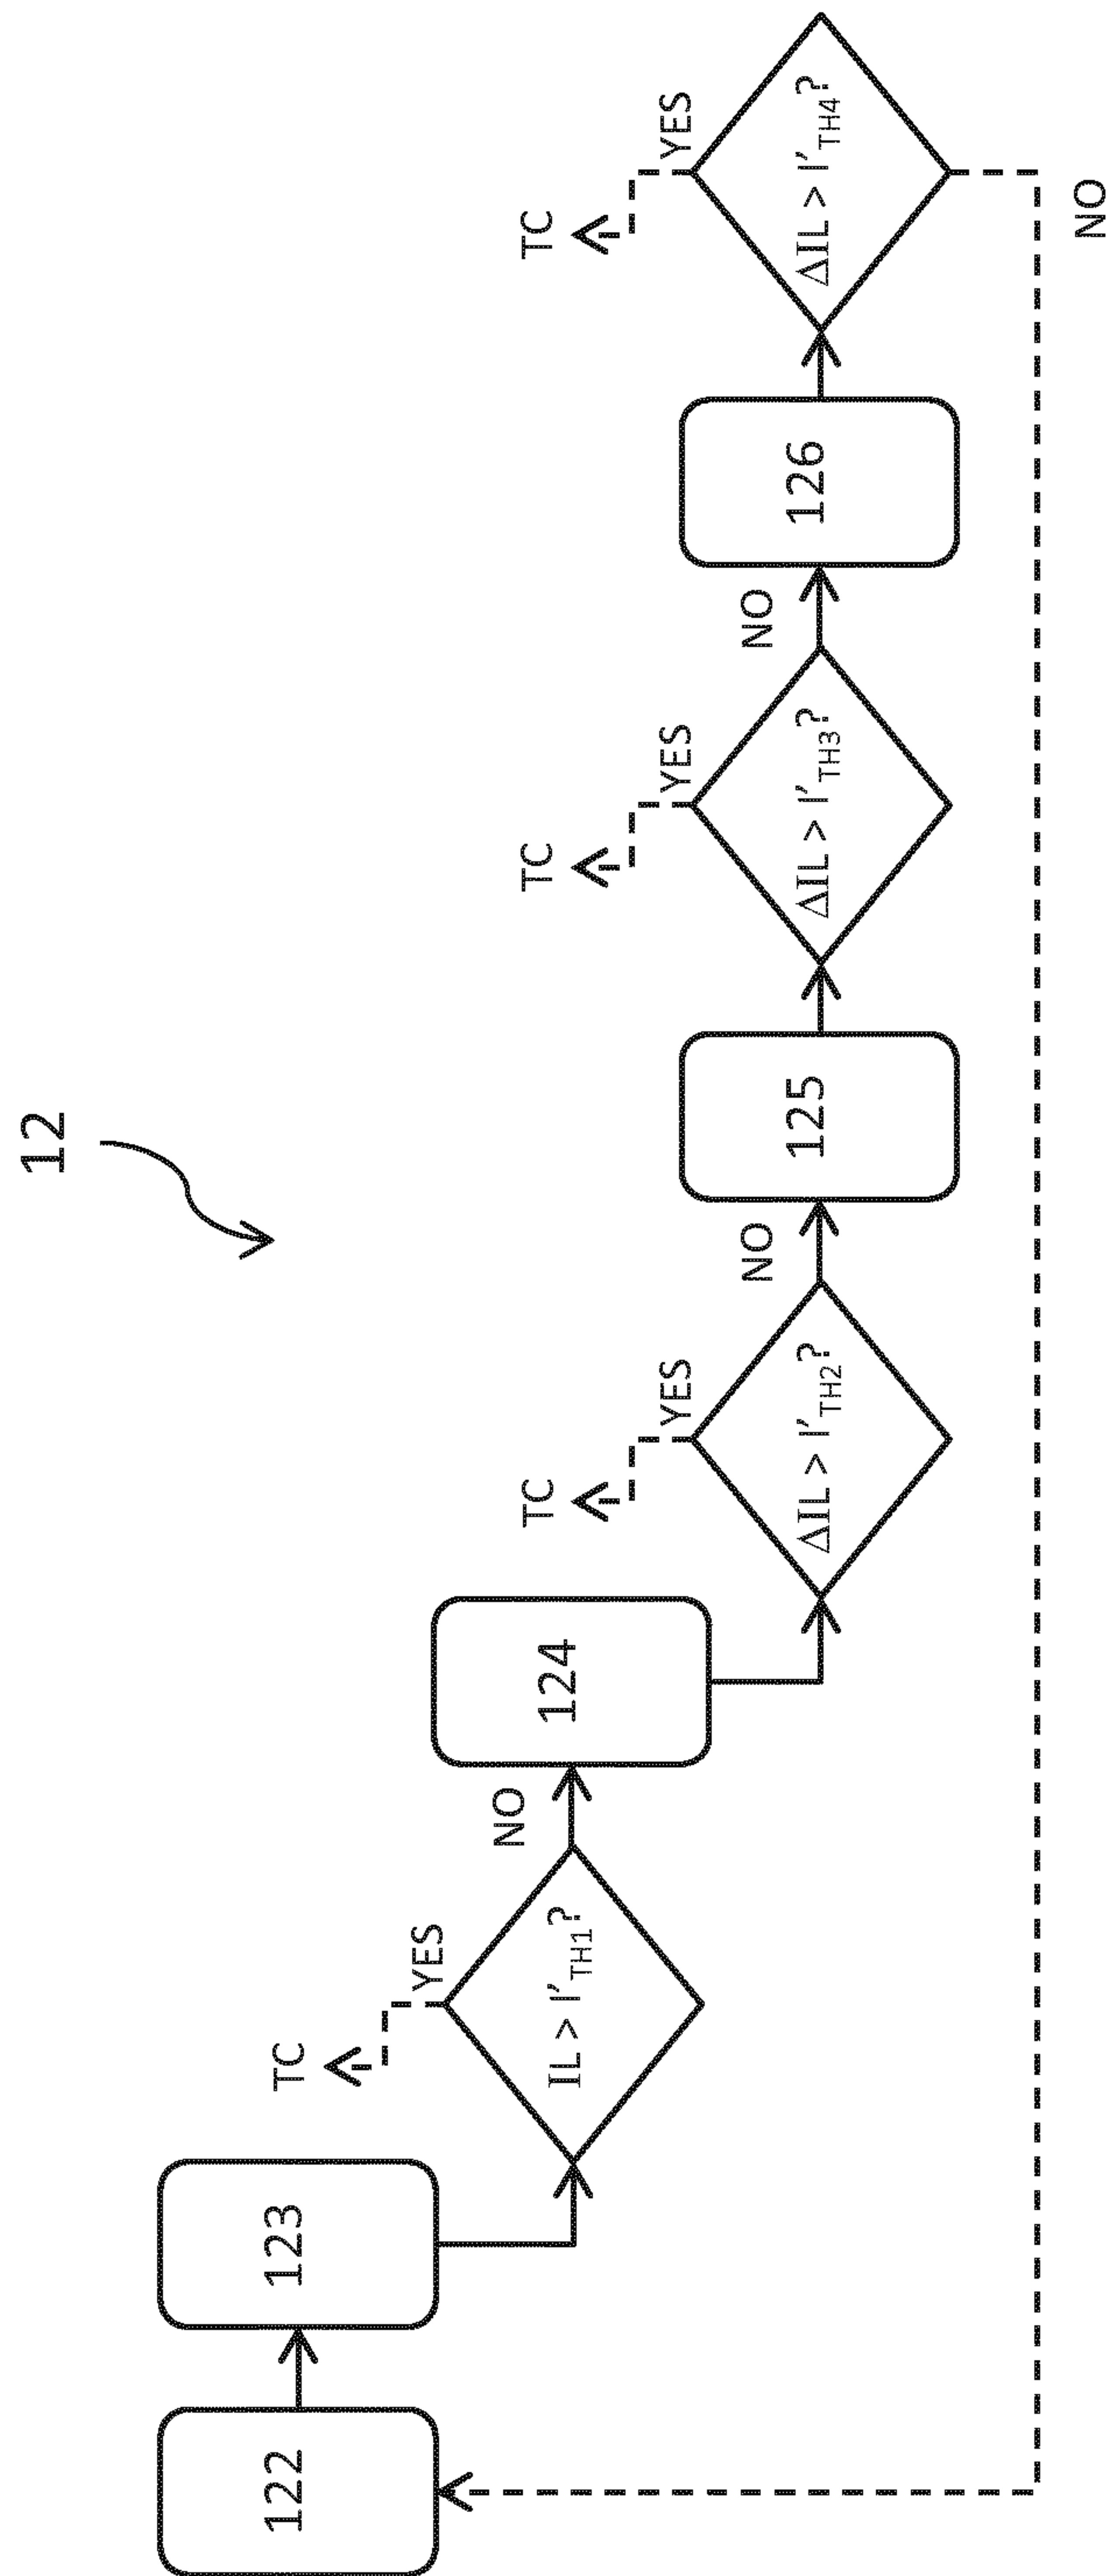 12
122
123
TC
YES
IL > I'TH1?
NO
124
TC
YES
ΔIL > I'TH2?
NO
125
TC
YES
ΔIL > I'TH3?
NO
126
TC
YES
ΔIL > I'TH4?
NO